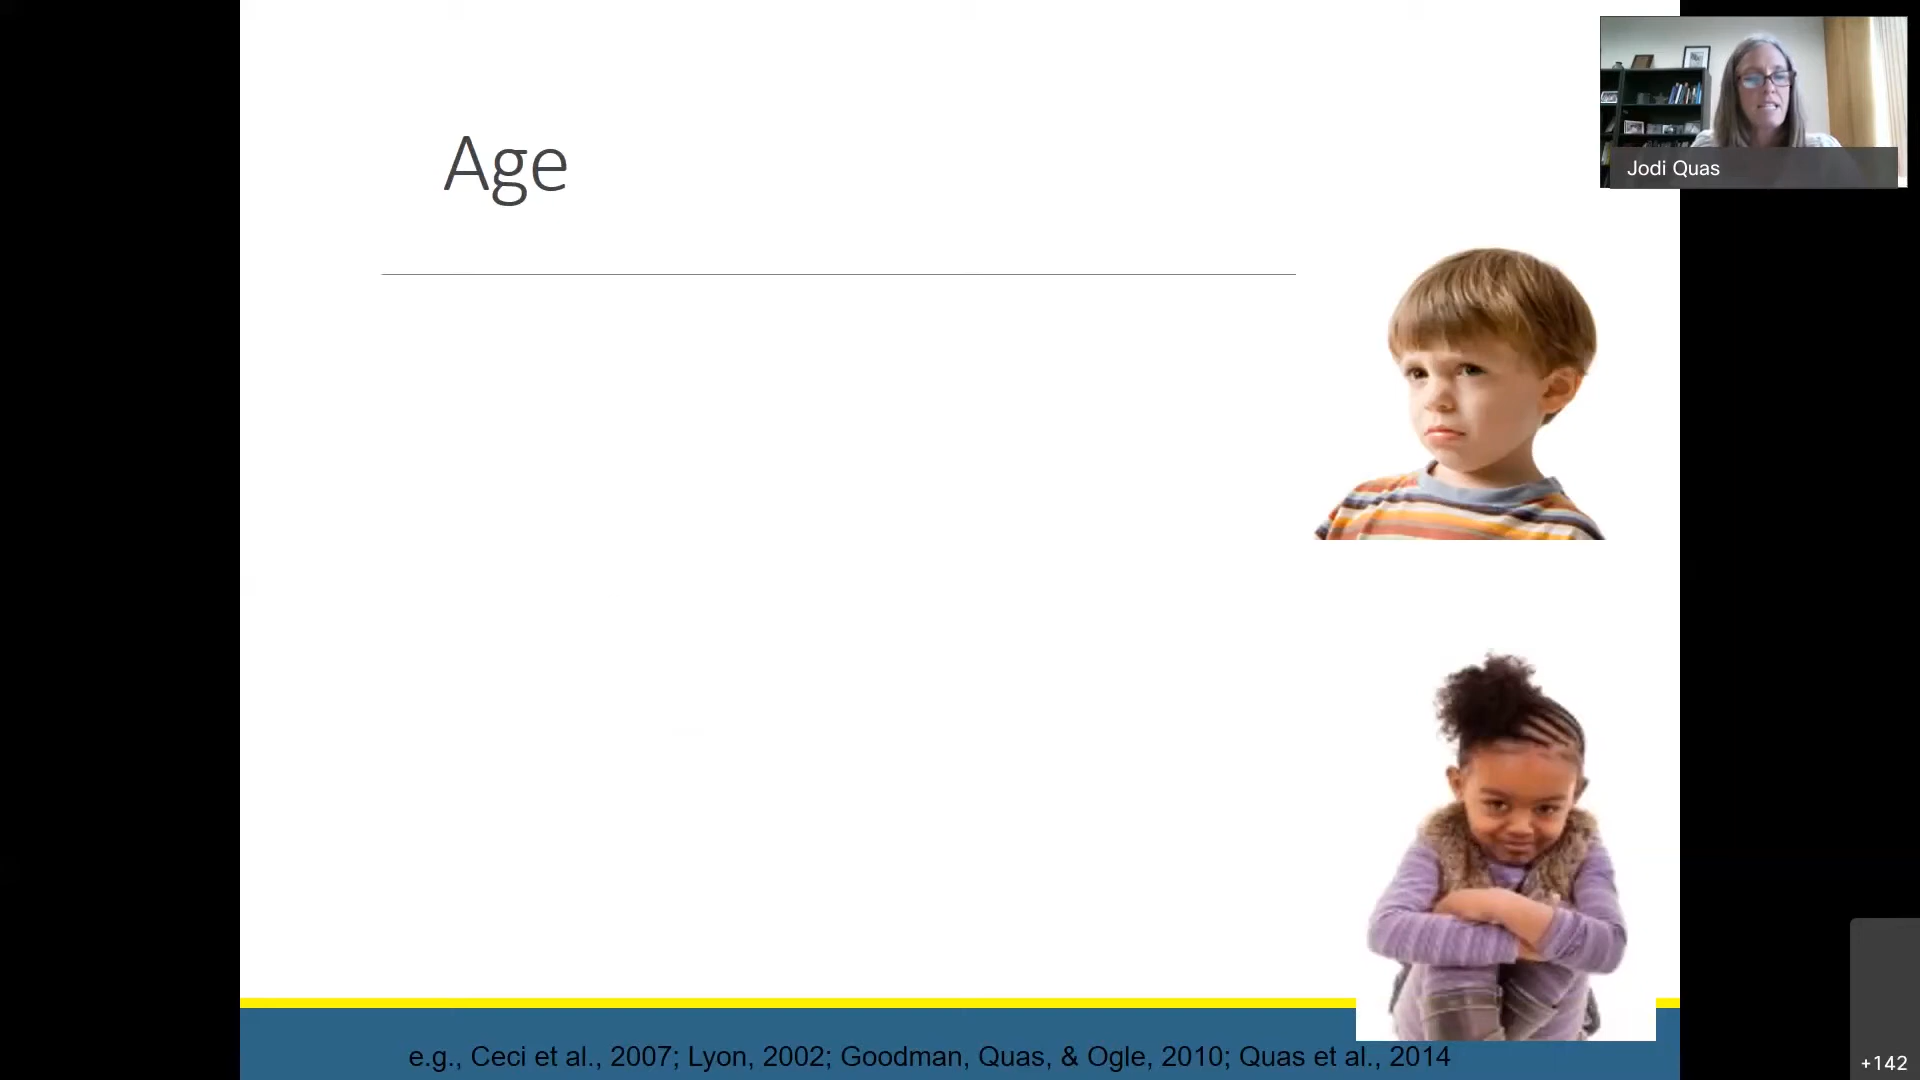 Age
Jodi Quas
e.g., Ceci et al., 2007; Lyon, 2002; Goodman, Quas, & Ogle, 2010; Quas et al., 2014
+142